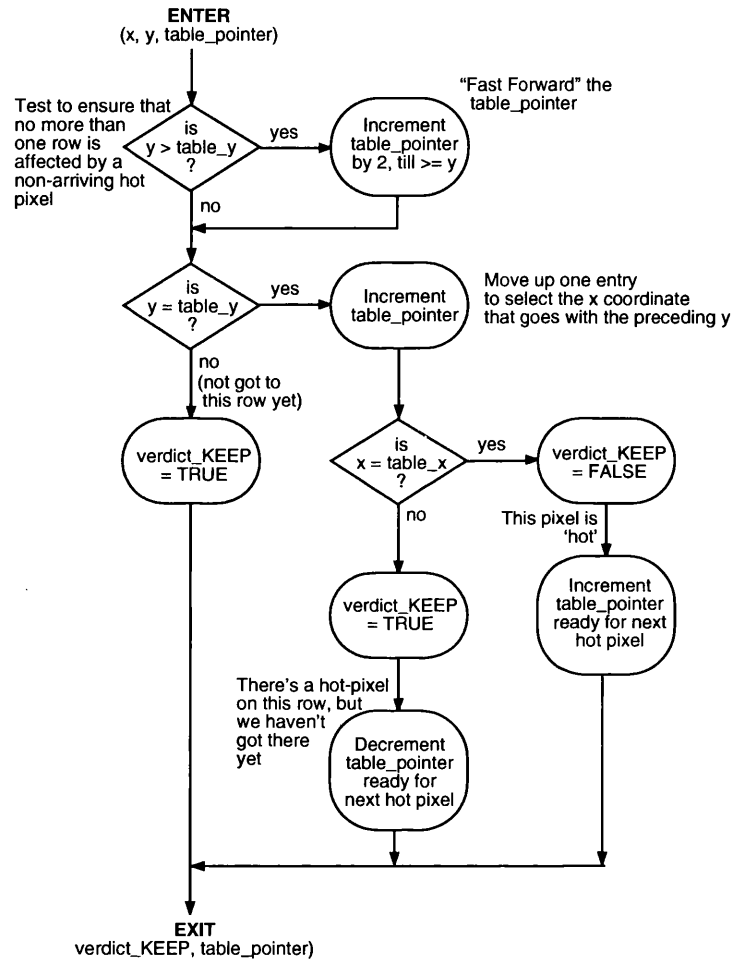 ENTER
(x, y, table_pointer)
Test to ensure that
no more than
one row is
affected by a
non-arriving hot
pixel
is
y > table_y
?
yes
"Fast Forward" the
table_pointer
Increment
table_pointer
by 2, till >= y
no
is
y = table_y
?
yes
Increment
table_pointer
Move up one entry
to select the x coordinate
that goes with the preceding y
no
(not got to
this row yet)
verdict_KEEP
= TRUE
is
x = table_x
?
yes
verdict_KEEP
= FALSE
no
This pixel is
'hot'
verdict_KEEP
= TRUE
Increment
table_pointer
ready for next
hot pixel
There's a hot-pixel
on this row, but
we haven't
got there
yet
Decrement
table_pointer
ready for
next hot pixel
EXIT
verdict_KEEP, table_pointer)